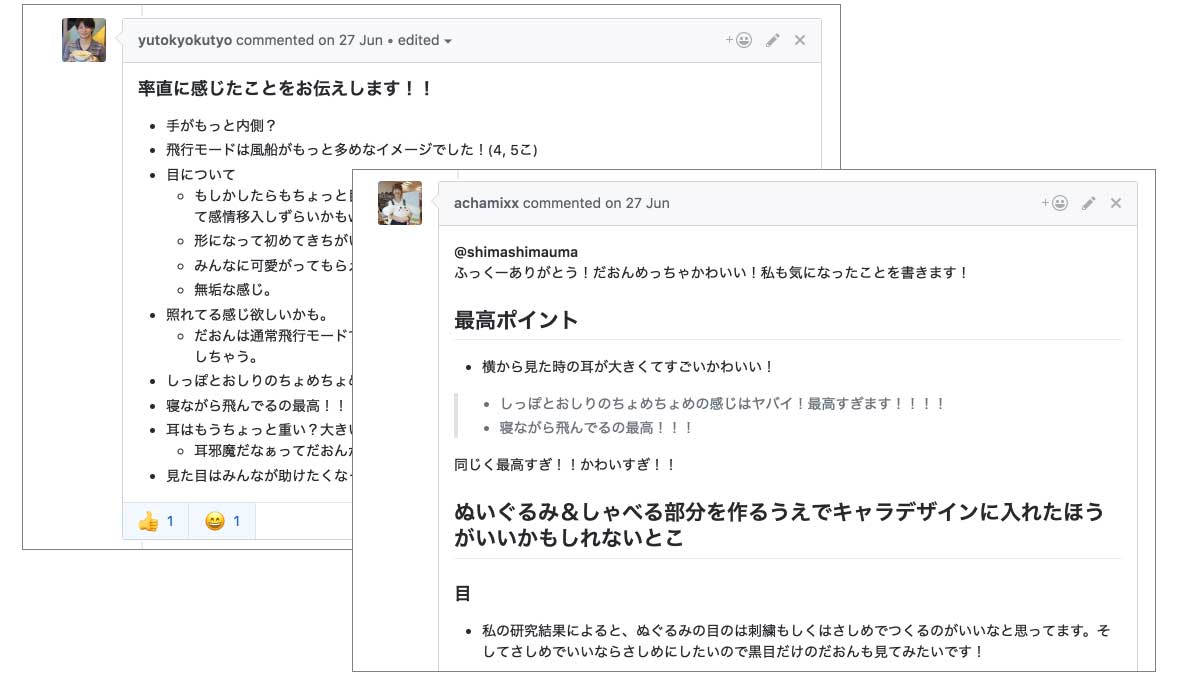 yutokyokutyo commented on 27 Jun • edited
率直に感じたことをお伝えします！！
手がもっと内側？
飛行モードは風船がもっと多めなイメージでした！(4, 5こ)
目について
もしかしたらもちょっと
て感情移入しずらいかも
形になって初めてきちが
みんなに可愛がってもら
無垢な感じ。
照れてる感じ欲しいかも。
だおんは通常飛行モード
しちゃう。
しっぽとおしりのちょめちょ
寝ながら飛んでるの最高！！
耳はもうちょっと重い？大き
耳邪魔だなぁってだおん
見た目はみんなが助けたくな
👍 1 😄 1
achamixx commented on 27 Jun
@shimashimauma
ふっくーありがとう！だおんめっちゃかわいい！私も気になったことを書きます！
最高ポイント
横から見た時の耳が大きくてすごいかわいい！
しっぽとおしりのちょめちょめの感じはヤバイ！最高すぎます！！！！
寝ながら飛んでるの最高！！！
同じく最高すぎ！！かわいすぎ！！
ぬいぐるみ＆しゃべる部分を作るうえでキャラデザインに入れたほう
がいいかもしれないとこ
目
私の研究結果によると、ぬぐるみの目のは刺繍もしくはさしめでつくるのがいいなと思ってます。そ
してさしめでいいならさしめにしたいので黒目だけのだおんも見てみたいです！